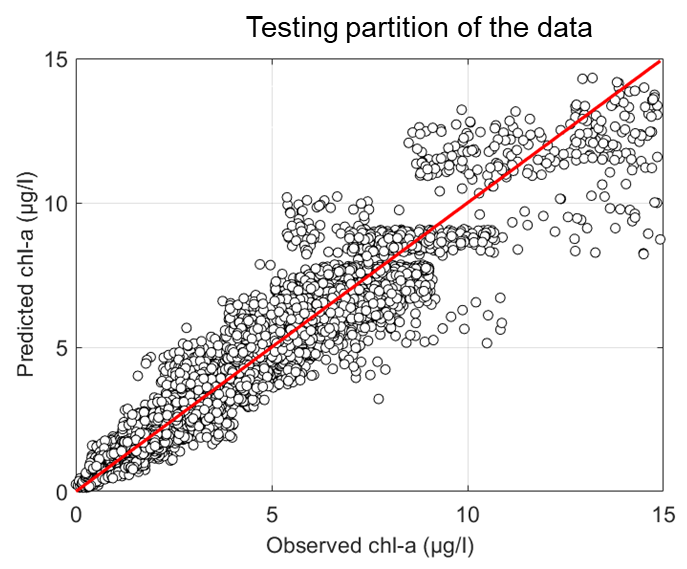 Testing partition of the data
15
10
5
0
0
5
10
15
Predicted chl-a (µg/l)
Observed chl-a (µg/l)